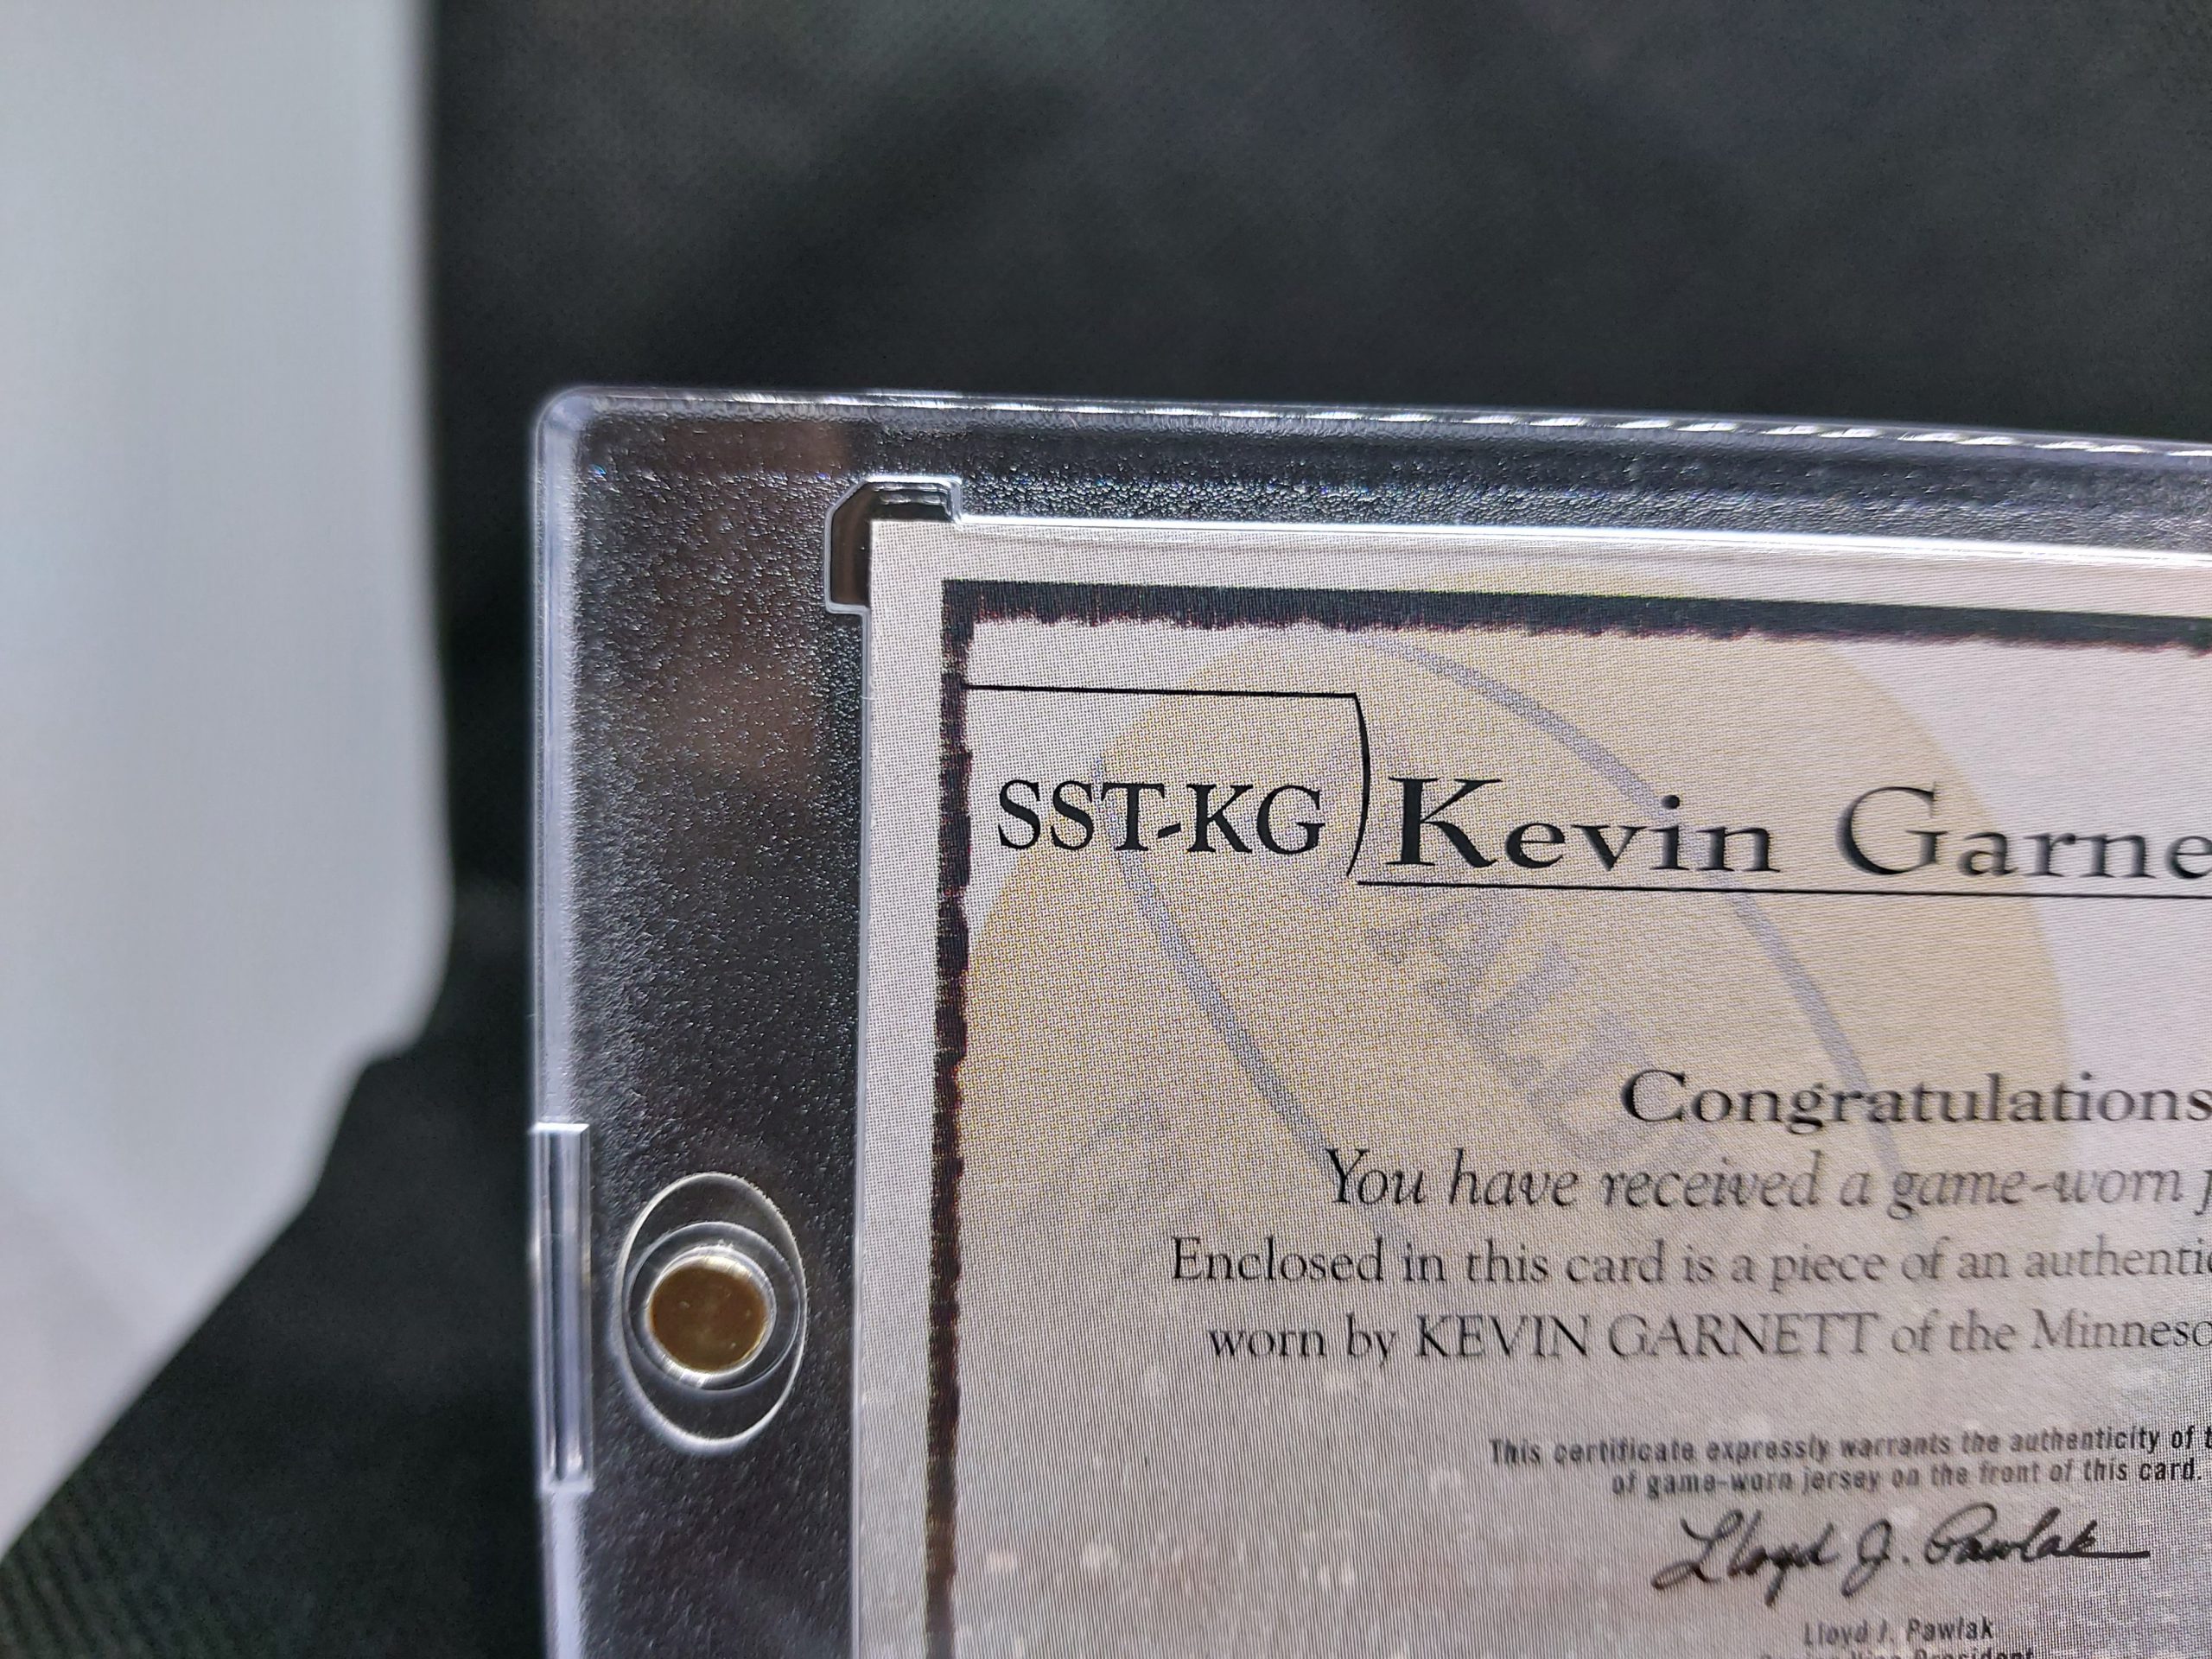 SST-KG Kevin Garne
Congratulations
You have received a game-worn j
Enclosed in this card is a piece of an authentic
worn by KEVIN GARNETT of the Minneso
This certificate expressly warrants the authenticity of t
of game-worn jersey on the front of this card.
Lloyd J. Pawlak
Lloyd J. Pawlak
President